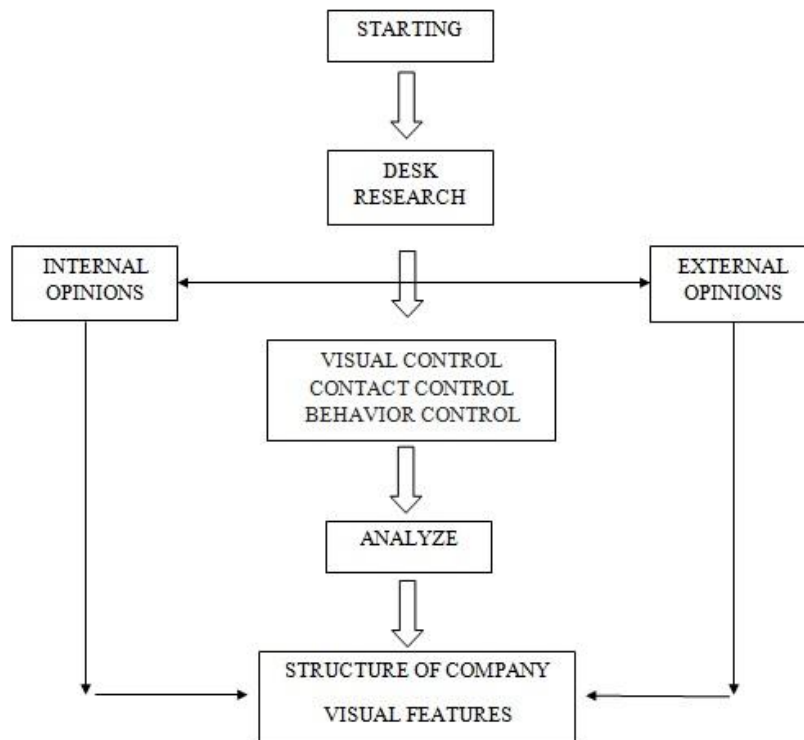 STARTING
DESK
RESEARCH
INTERNAL
OPINIONS
EXTERNAL
OPINIONS
VISUAL CONTROL
CONTACT CONTROL
BEHAVIOR CONTROL
ANALYZE
STRUCTURE OF COMPANY
VISUAL FEATURES